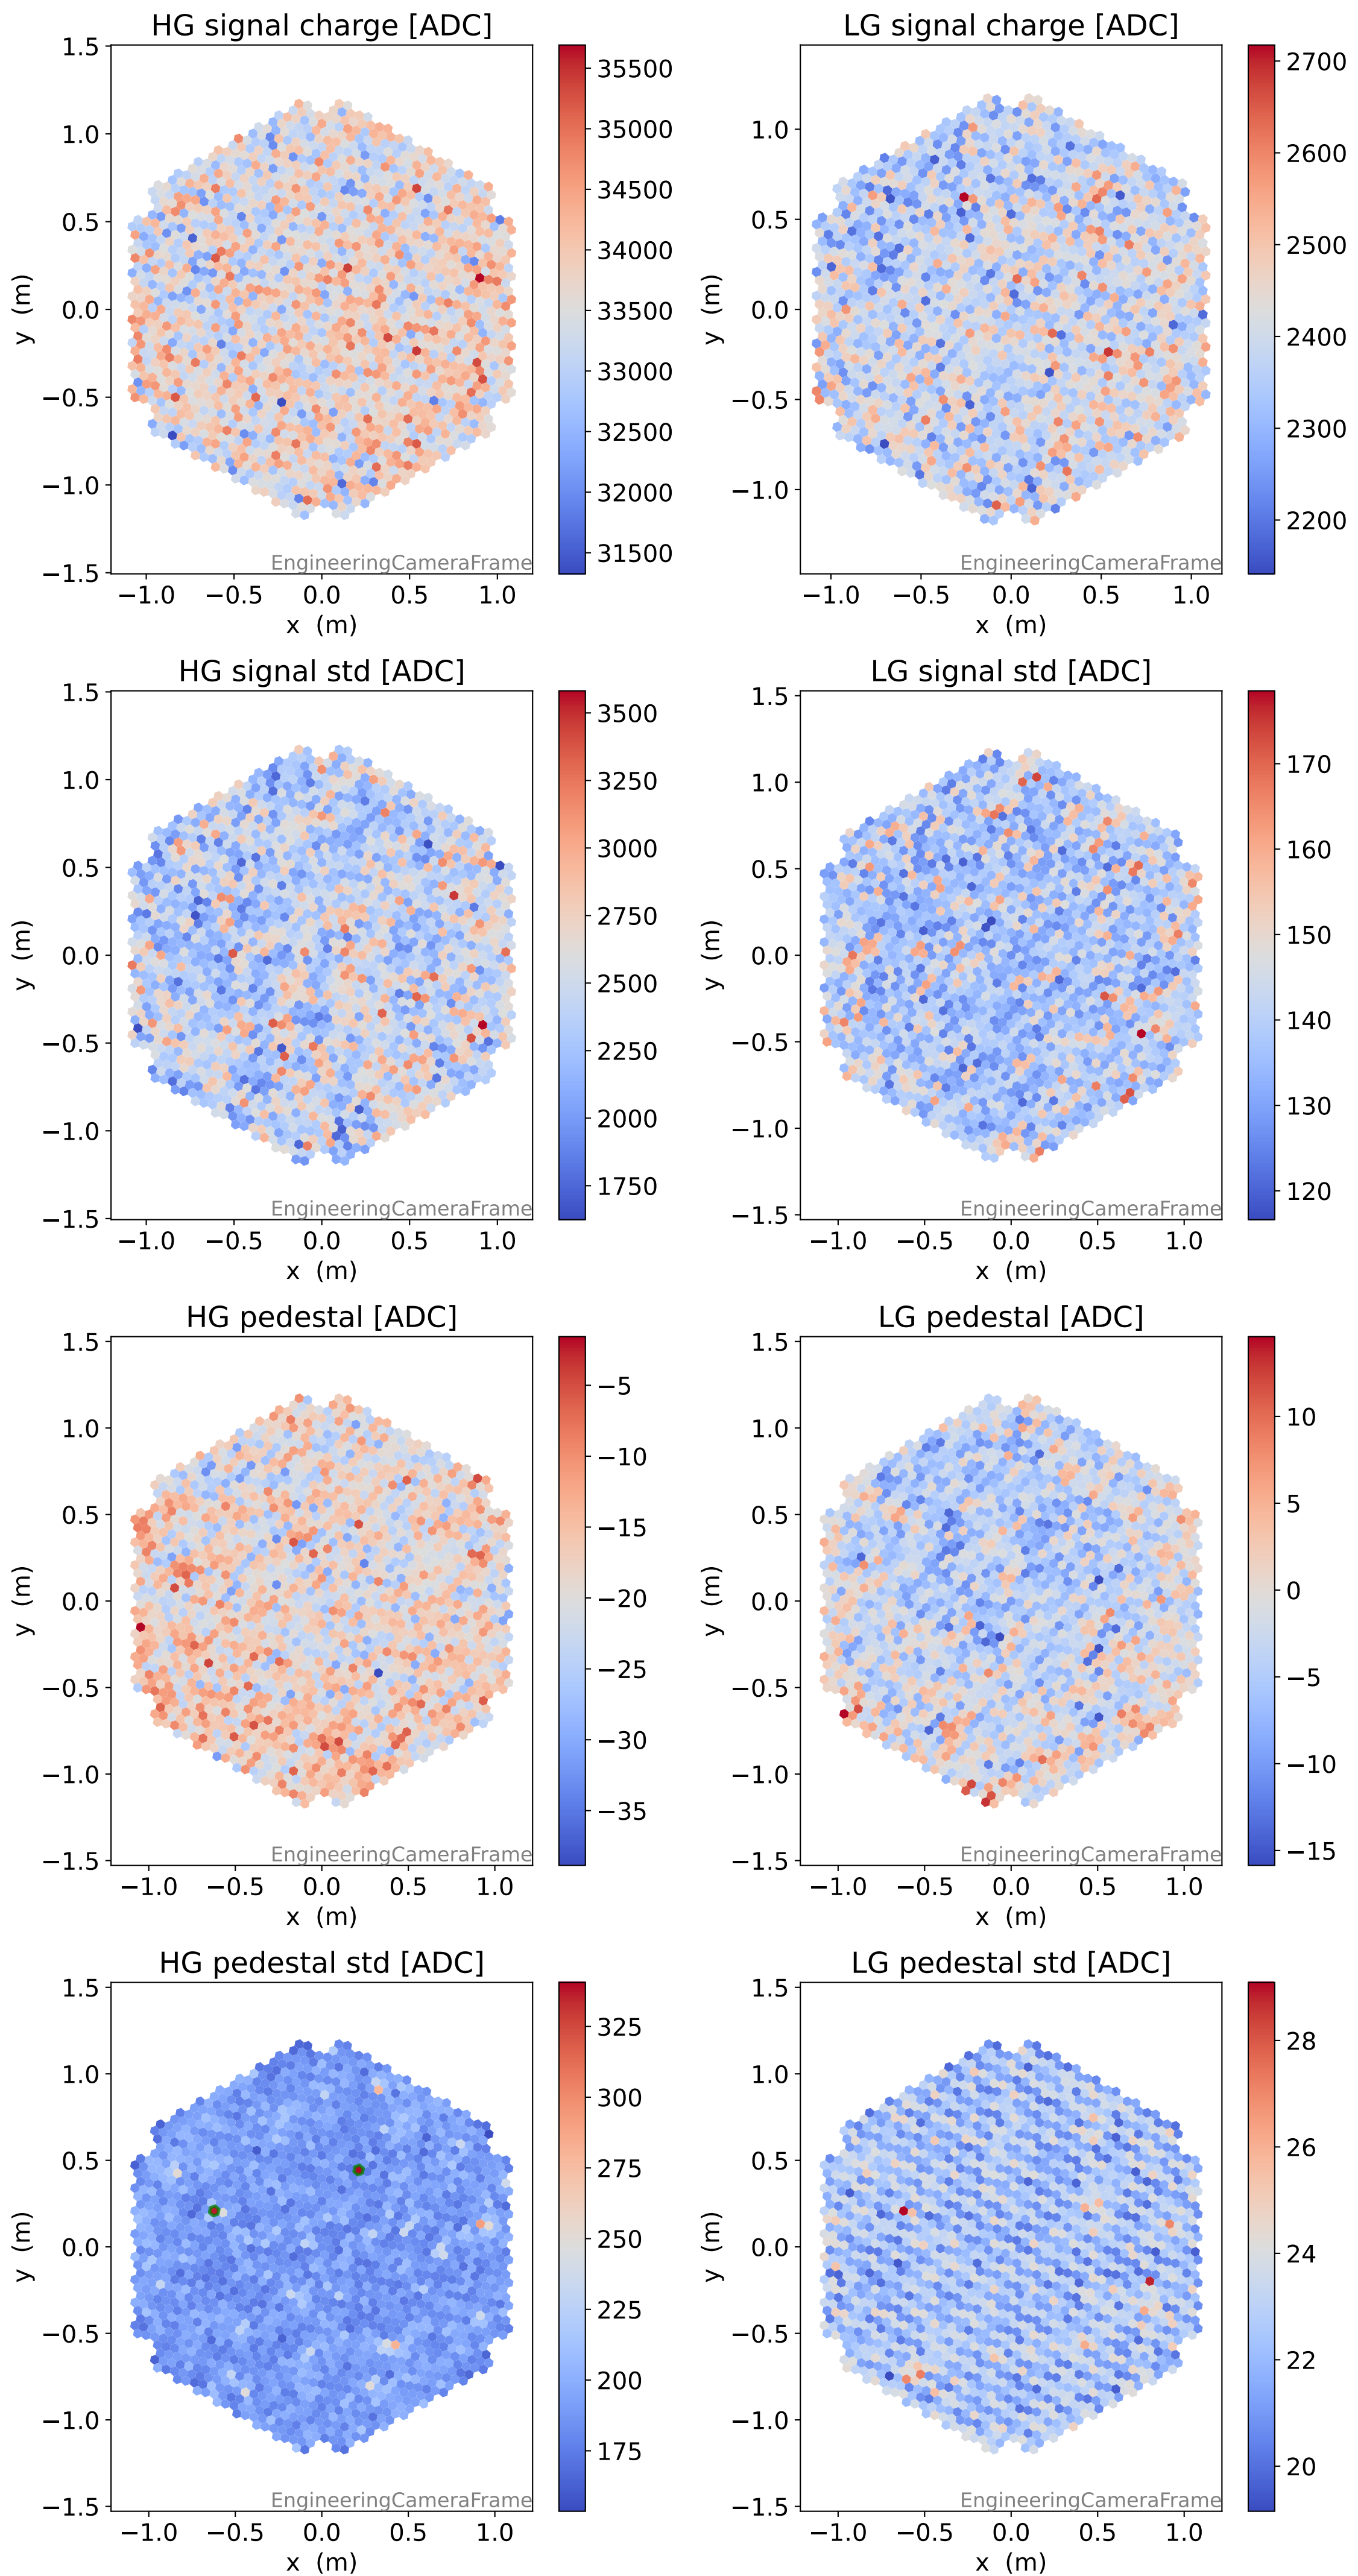 HG signal charge [ADC]
1.5
1.0
0.5
0.0
−0.5
−1.0
−1.5
y (m)
−1.0 −0.5 0.0 0.5 1.0
x (m)
EngineeringCameraFrame
35500
35000
34500
34000
33500
33000
32500
32000
31500
LG signal charge [ADC]
1.0
0.5
0.0
−0.5
−1.0
y (m)
−1.0 −0.5 0.0 0.5 1.0
x (m)
EngineeringCameraFrame
2700
2600
2500
2400
2300
2200
HG signal std [ADC]
1.5
1.0
0.5
0.0
−0.5
−1.0
−1.5
y (m)
−1.0 −0.5 0.0 0.5 1.0
x (m)
EngineeringCameraFrame
3500
3250
3000
2750
2500
2250
2000
1750
LG signal std [ADC]
1.5
1.0
0.5
0.0
−0.5
−1.0
−1.5
y (m)
−1.0 −0.5 0.0 0.5 1.0
x (m)
EngineeringCameraFrame
170
160
150
140
130
120
HG pedestal [ADC]
1.5
1.0
0.5
0.0
−0.5
−1.0
−1.5
y (m)
−1.0 −0.5 0.0 0.5 1.0
x (m)
EngineeringCameraFrame
−5
−10
−15
−20
−25
−30
−35
LG pedestal [ADC]
1.5
1.0
0.5
0.0
−0.5
−1.0
−1.5
y (m)
−1.0 −0.5 0.0 0.5 1.0
x (m)
EngineeringCameraFrame
10
5
0
−5
−10
−15
HG pedestal std [ADC]
1.5
1.0
0.5
0.0
−0.5
−1.0
−1.5
y (m)
−1.0 −0.5 0.0 0.5 1.0
x (m)
EngineeringCameraFrame
325
300
275
250
225
200
175
LG pedestal std [ADC]
1.5
1.0
0.5
0.0
−0.5
−1.0
−1.5
y (m)
−1.0 −0.5 0.0 0.5 1.0
x (m)
EngineeringCameraFrame
28
26
24
22
20